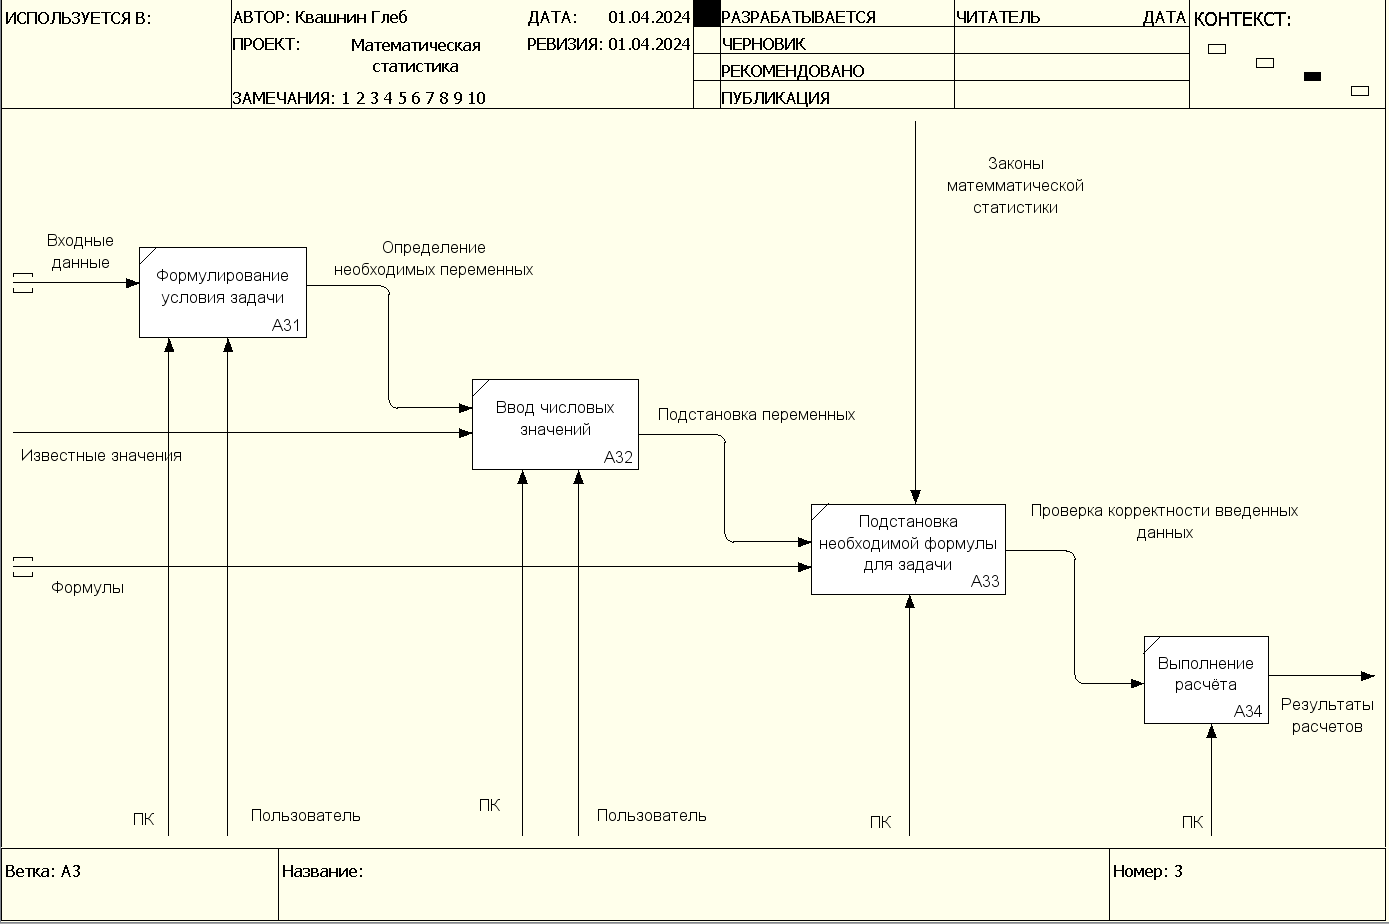 ИСПОЛЬЗУЕТСЯ В:
АВТОР: Квашнин Глеб
ДАТА: 01.04.2024
ПРОЕКТ: Математическая
статистика
РЕВИЗИЯ: 01.04.2024
ЗАМЕЧАНИЯ: 1 2 3 4 5 6 7 8 9 10
РАЗРАБАТЫВАЕТСЯ
ЧЕРНОВИК
РЕКОМЕНДОВАНО
ПУБЛИКАЦИЯ
ЧИТАТЕЛЬ
ДАТА
КОНТЕКСТ:
Законы
матемматической
статистики
Входные
данные
Формулирование
условия задачи
A31
Определение
необходимых переменных
Ввод числовых
значений
A32
Известные значения
Подстановка переменных
Подстановка
необходимой формулы
для задачи
A33
Формулы
Проверка корректности введенных
данных
Выполнение
расчёта
A34
Результаты
расчетов
ПК
Пользователь
ПК
Пользователь
ПК
ПК
Ветка: A3
Название:
Номер: 3